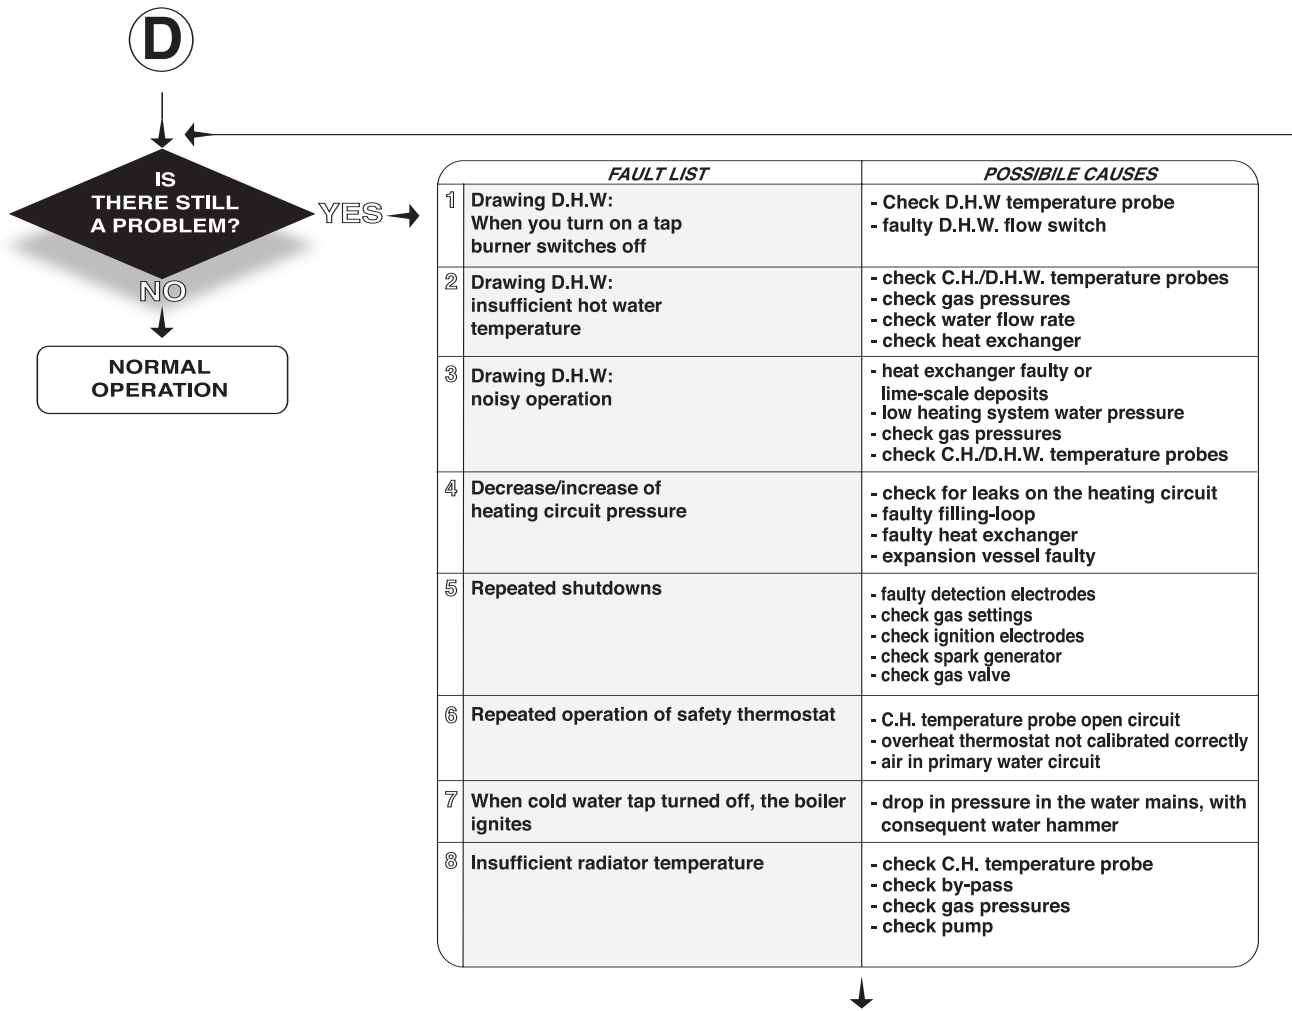 D
IS
THERE STILL
A PROBLEM?
YES
NO
NORMAL
OPERATION
FAULT LIST
POSSIBILE CAUSES
1
Drawing D.H.W:
When you turn on a tap
burner switches off
- Check D.H.W temperature probe
- faulty D.H.W. flow switch
2
Drawing D.H.W:
insufficient hot water
temperature
- check C.H./D.H.W. temperature probes
- check gas pressures
- check water flow rate
- check heat exchanger
3
Drawing D.H.W:
noisy operation
- heat exchanger faulty or
lime-scale deposits
- low heating system water pressure
- check gas pressures
- check C.H./D.H.W. temperature probes
4
Decrease/increase of
heating circuit pressure
- check for leaks on the heating circuit
- faulty filling-loop
- faulty heat exchanger
- expansion vessel faulty
5
Repeated shutdowns
- faulty detection electrodes
- check gas settings
- check ignition electrodes
- check spark generator
- check gas valve
6
Repeated operation of safety thermostat
- C.H. temperature probe open circuit
- overheat thermostat not calibrated correctly
- air in primary water circuit
7
When cold water tap turned off, the boiler
ignites
- drop in pressure in the water mains, with
consequent water hammer
8
Insufficient radiator temperature
- check C.H. temperature probe
- check by-pass
- check gas pressures
- check pump